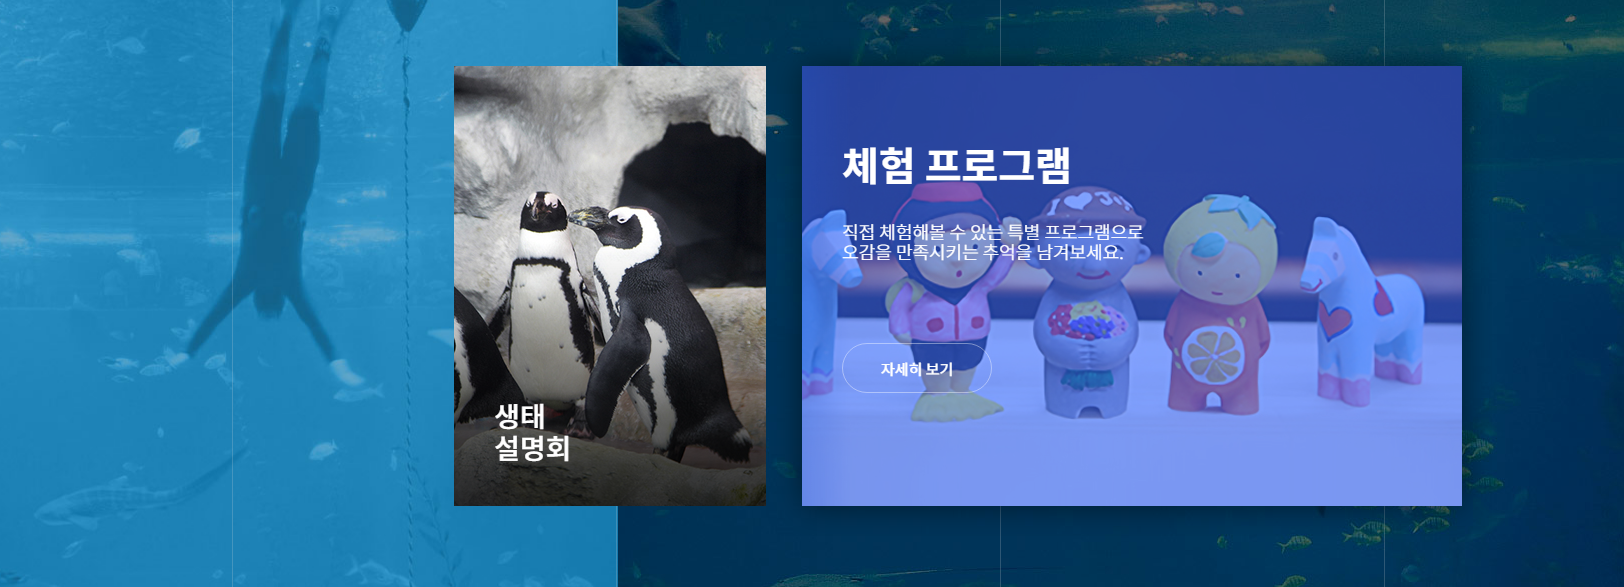 생태
설명회
체험 프로그램
직접 체험해볼 수 있는 특별 프로그램으로
오감을 만족시키는 추억을 남겨보세요.
자세히 보기